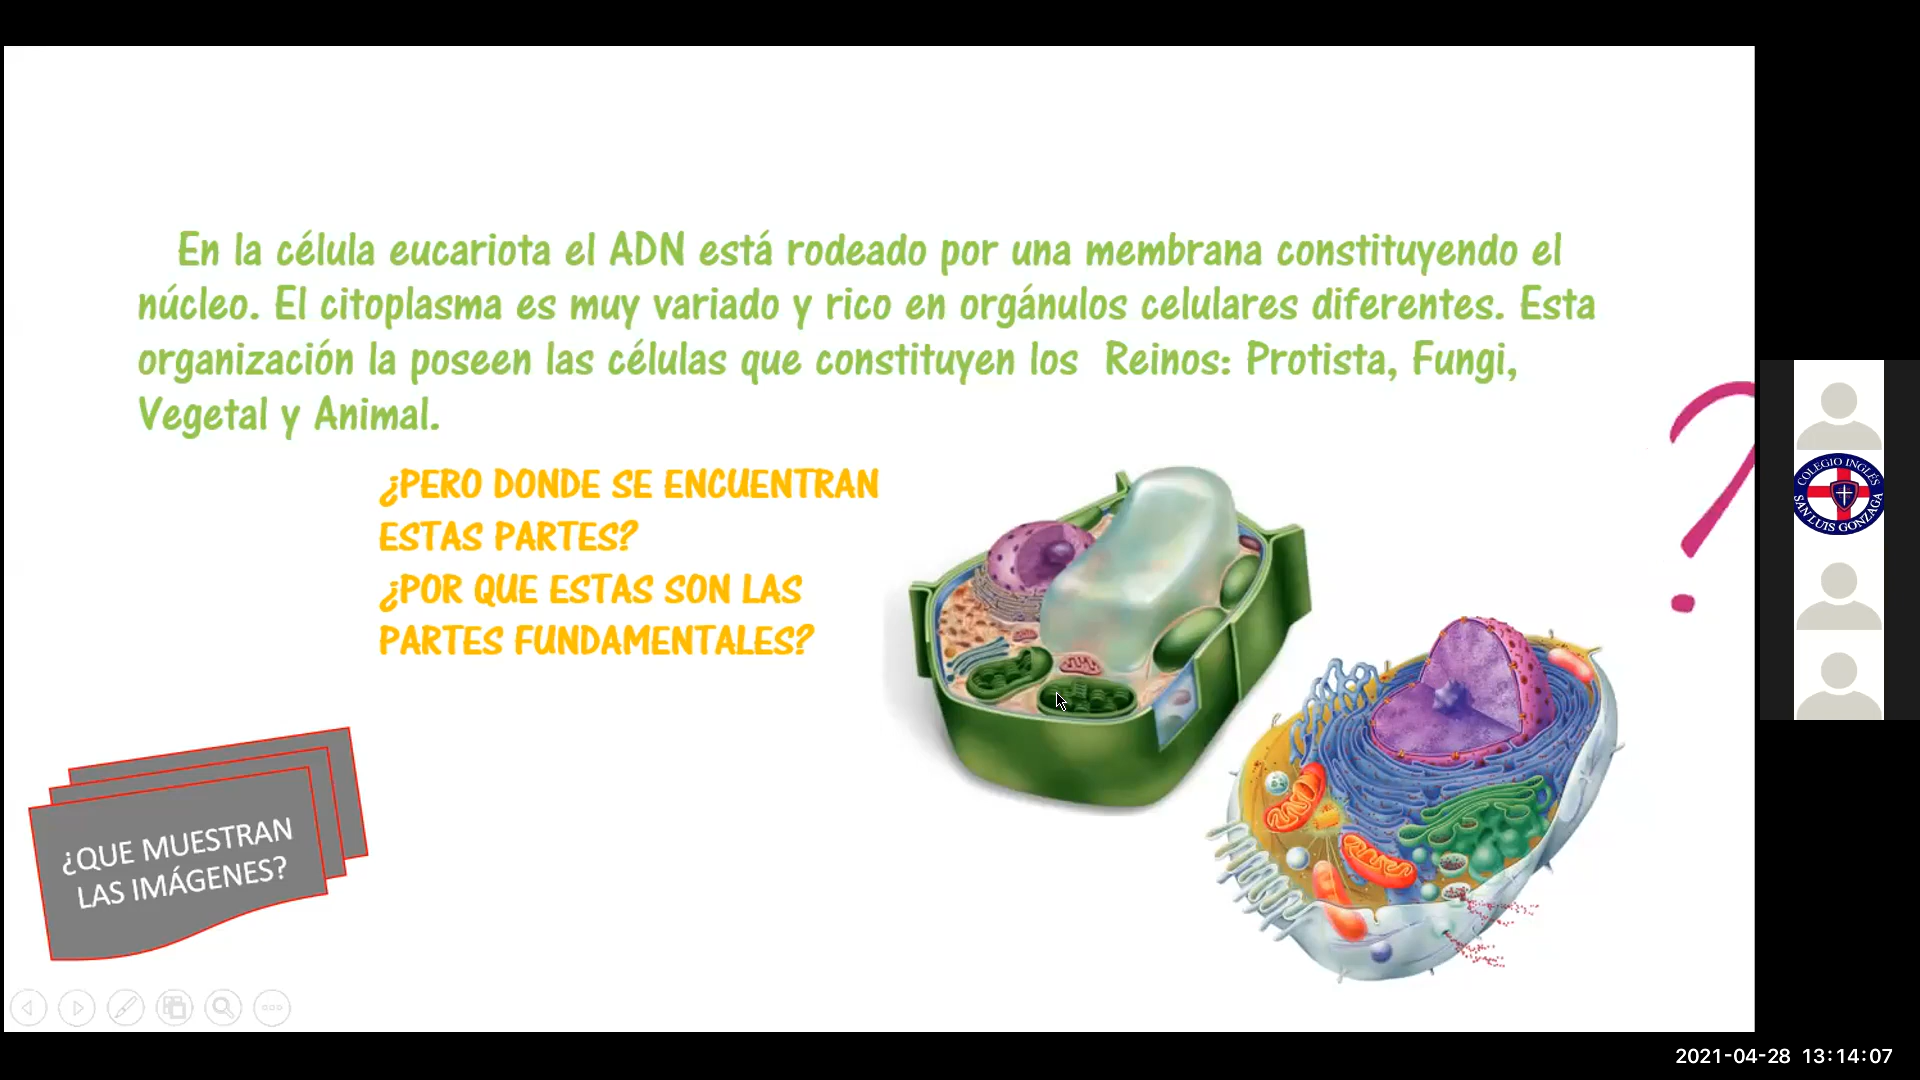 En la célula eucariota el ADN está rodeado por una membrana constituyendo el
núcleo. El citoplasma es muy variado y rico en orgánulos celulares diferentes. Esta
organización la poseen las células que constituyen los Reinos: Protista, Fungi,
Vegetal y Animal.
¿PERO DONDE SE ENCUENTRAN
ESTAS PARTES?
¿POR QUE ESTAS SON LAS
PARTES FUNDAMENTALES?
?
¿QUE MUESTRAN
LAS IMÁGENES?
COLEGIO INGLÉS
SAN LUIS GONZAGA
2021-04-28 13:14:07